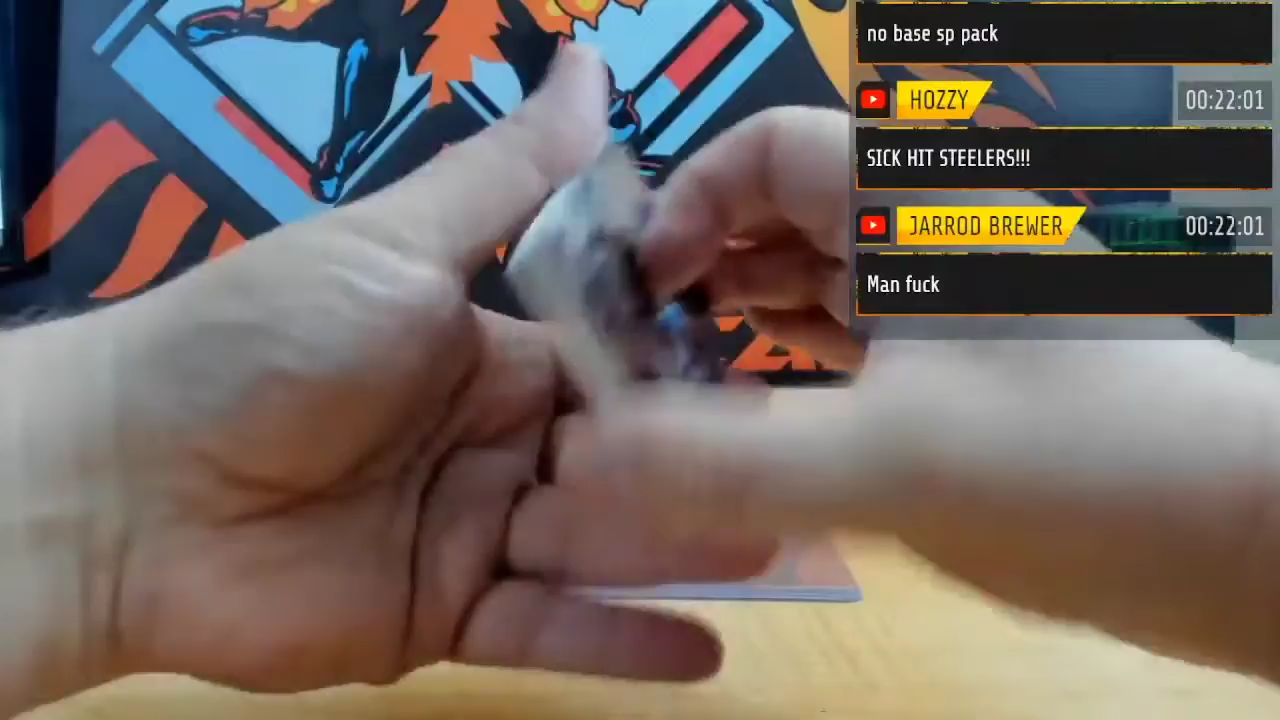 no base sp pack
HOZZY
00:22:01
SICK HIT STEELERS!!!
JARROD BREWER
00:22:01
Man fuck